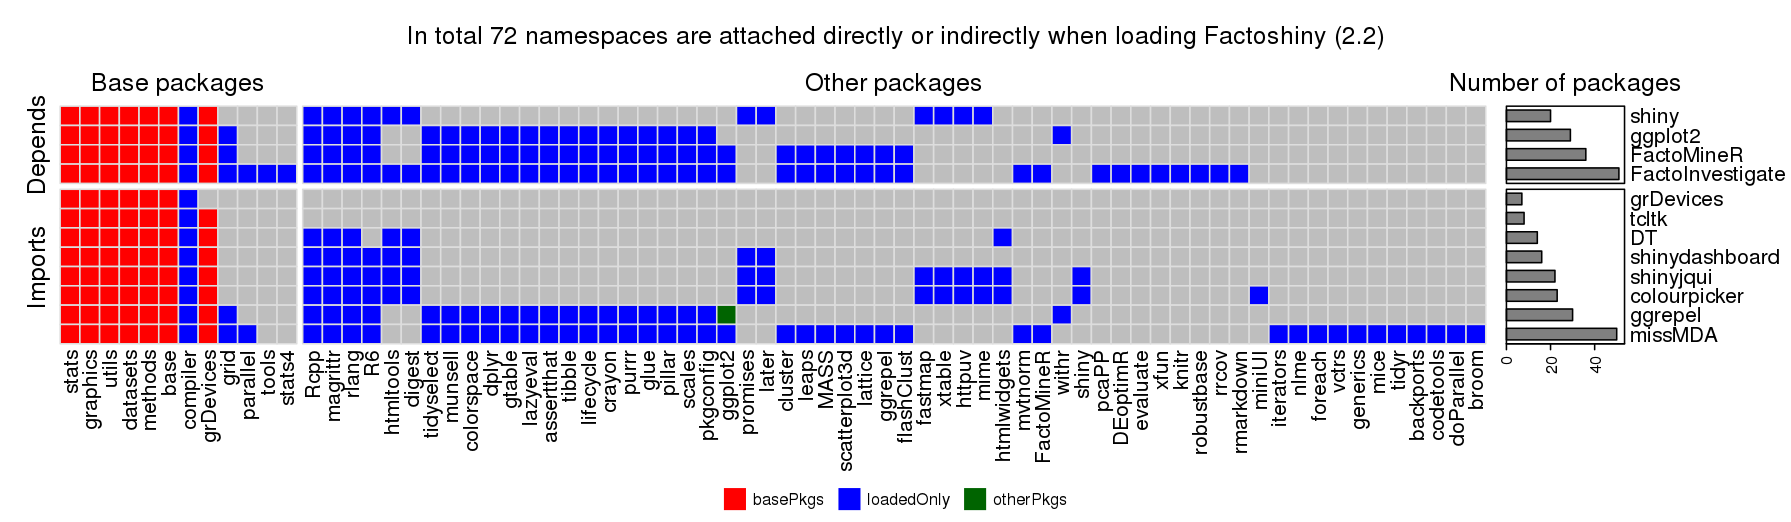 In total 72 namespaces are attached directly or indirectly when loading Factoshiny (2.2)
Base packages
Other packages
Number of packages
Depends
Imports
shiny
ggplot2
FactoMineR
FactoInvestigate
grDevices
tcltk
DT
shinydashboard
shinyjqui
colourpicker
ggrepel
missMDA
0
20
40
stats
graphics
utils
datasets
methods
base
compiler
grDevices
grid
parallel
tools
stats4
Rcpp
magrittr
rlang
R6
htmltools
digest
tidyselect
munsell
colorspace
dplyr
gtable
lazyeval
assertthat
tibble
lifecycle
crayon
purrr
glue
pillar
scales
pkgconfig
ggplot2
promises
later
cluster
leaps
MASS
scatterplot3d
lattice
ggrepel
flashClust
fastmap
xtable
httpuv
mime
htmlwidgets
mvtnorm
FactoMineR
withr
shiny
pcaPP
DEoptimR
evaluate
xfun
knitr
robustbase
rrcov
rmarkdown
miniUI
iterators
nlme
foreach
vctrs
generics
mice
tidyr
backports
codetools
doParallel
broom
basePkgs
loadedOnly
otherPkgs